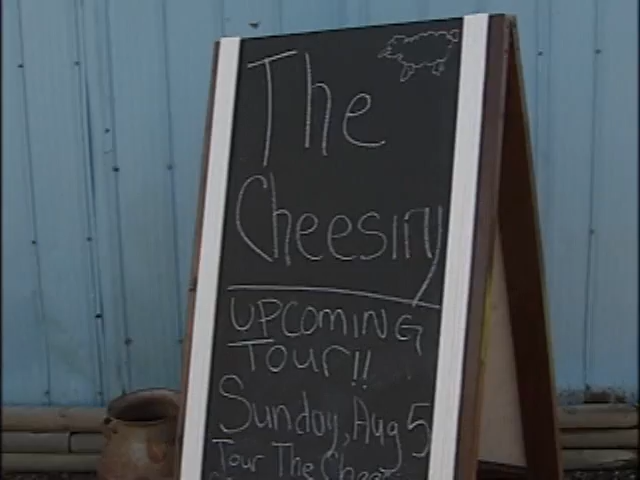 The
Cheesiry
UPCOMING
TOUR!!
Sunday, Aug 5
Tour The